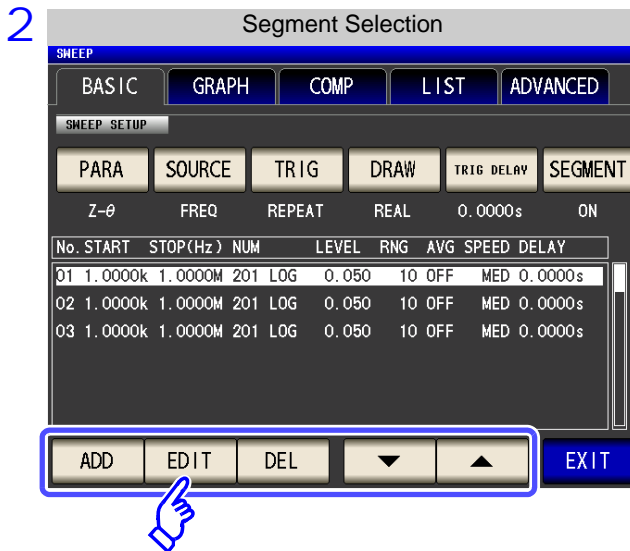 2
Segment Selection
SWEEP
BASIC GRAPH COMP LIST ADVANCED
SWEEP SETUP
PARA SOURCE TRIG DRAW TRIG DELAY SEGMENT
Z-θ FREQ REPEAT REAL 0.0000s ON
No. START STOP(Hz) NUM LEVEL RNG AVG SPEED DELAY
01 1.0000k 1.0000M 201 LOG 0.050 10 OFF MED 0.0000s
02 1.0000k 1.0000M 201 LOG 0.050 10 OFF MED 0.0000s
03 1.0000k 1.0000M 201 LOG 0.050 10 OFF MED 0.0000s
ADD EDIT DEL ▼ ▲ EXIT